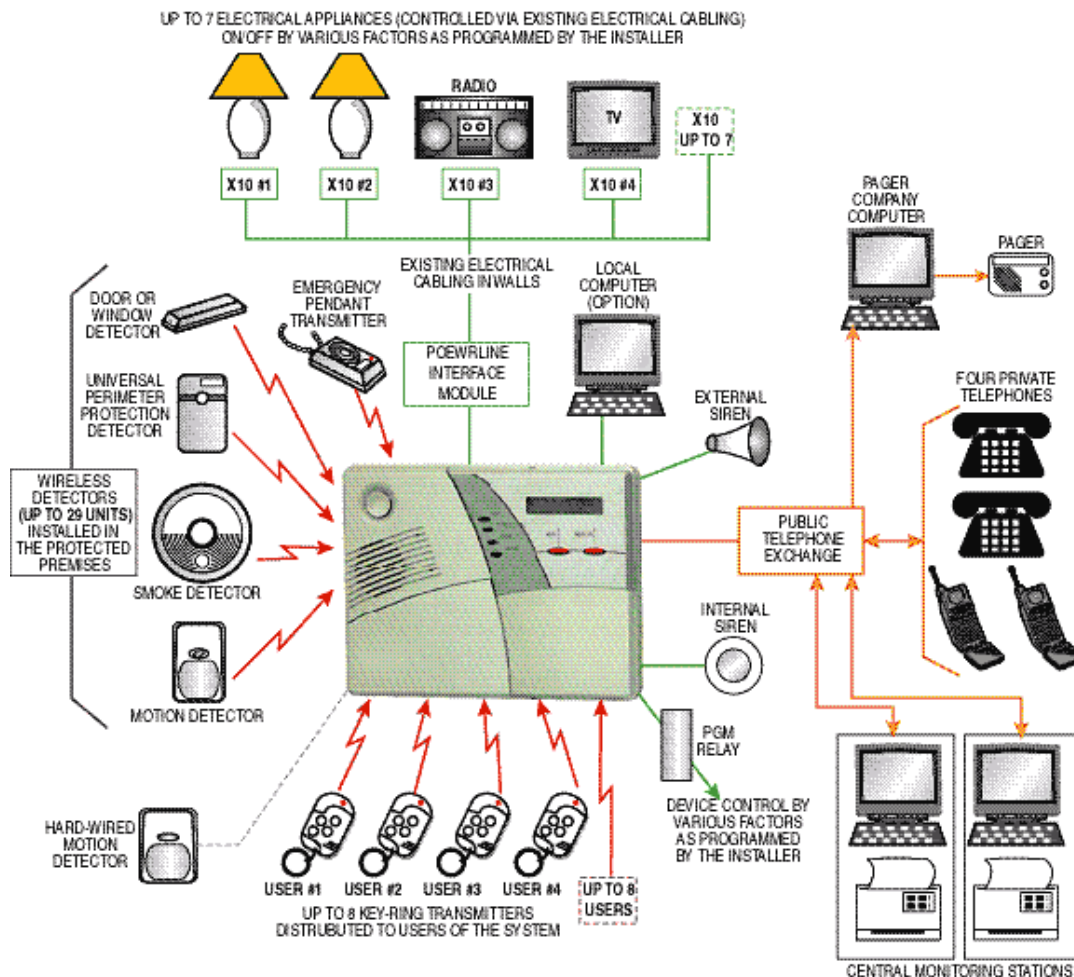 UP TO 7 ELECTRICAL APPLIANCES (CONTROLLED VIA EXISTING ELECTRICAL CABLING)
ON/OFF BY VARIOUS FACTORS AS PROGRAMMED BY THE INSTALLER
RADIO
TV
X10
UP TO 7
X10 #1
X10 #2
X10 #3
X10 #4
PAGER
COMPANY
COMPUTER
PAGER
EXISTING ELECTRICAL
CABLING IN WALLS
LOCAL
COMPUTER
(OPTION)
EMERGENCY
PENDANT
TRANSMITTER
DOOR OR
WINDOW
DETECTOR
POEWRLINE
INTERFACE
MODULE
UNIVERSAL
PERIMETER
PROTECTION
DETECTOR
EXTERNAL
SIREN
FOUR PRIVATE
TELEPHONES
WIRELESS
DETECTORS
(UP TO 29 UNITS)
INSTALLED IN
THE PROTECTED
PREMISES
PUBLIC
TELEPHONE
EXCHANGE
SMOKE DETECTOR
INTERNAL
SIREN
MOTION DETECTOR
PGM
RELAY
HARD-WIRED
MOTION
DETECTOR
DEVICE CONTROL BY
VARIOUS FACTORS
AS PROGRAMMED
BY THE INSTALLER
USER #1
USER #2
USER #3
USER #4
UP TO 8
USERS
UP TO 8 KEY-RING TRANSMITTERS
DISTRUBUTED TO USERS OF THE SYSTEM
CENTRAL MONITORING STATIONS